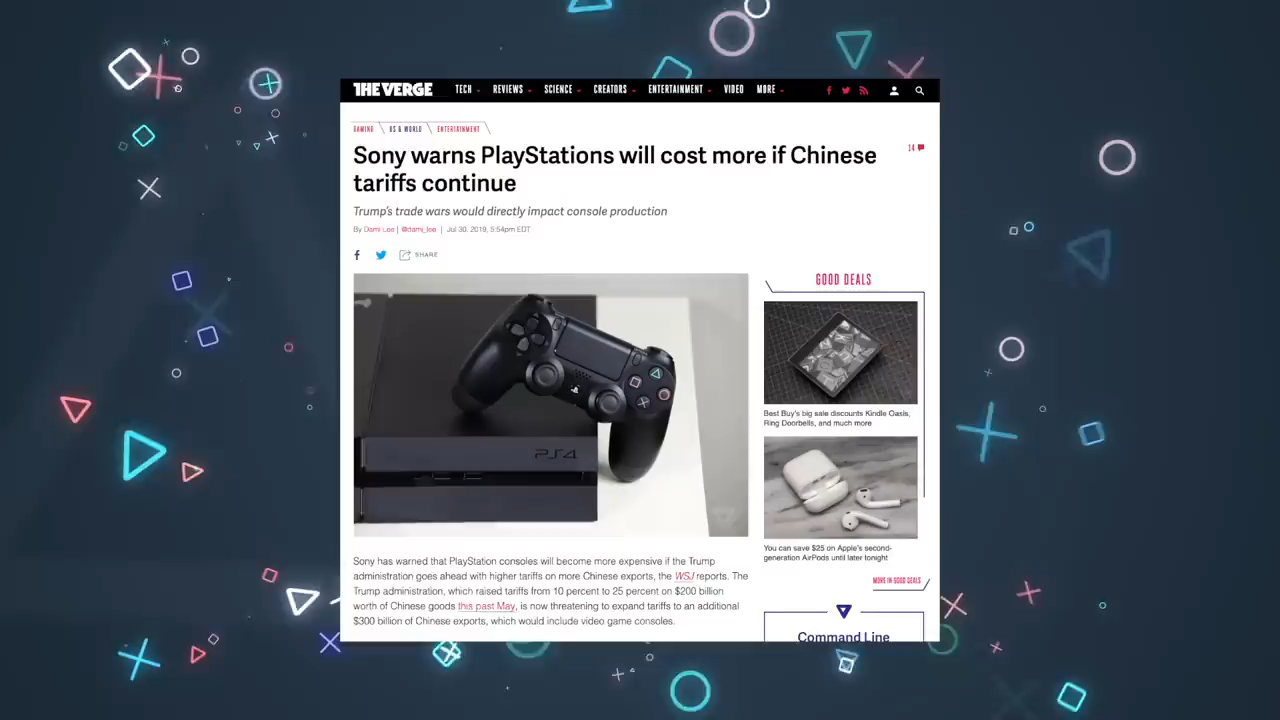 THE VERGE
TECH REVIEWS SCIENCE CREATORS ENTERTAINMENT VIDEO MORE
GAMING US & WORLD ENTERTAINMENT
Sony warns PlayStations will cost more if Chinese
tariffs continue
14
Trump's trade wars would directly impact console production
By Dami Lee | @dami_lee | Jul 30, 2019, 5:54pm EDT
SHARE
GOOD DEALS
PS4
Best Buy's big sale discounts Kindle Oasis,
Ring Doorbells, and much more
You can save $25 on Apple's second-
generation AirPods until later tonight
MORE IN GOOD DEALS
Sony has warned that PlayStation consoles will become more expensive if the Trump
administration goes ahead with higher tariffs on more Chinese exports, the WSJ reports. The
Trump administration, which raised tariffs from 10 percent to 25 percent on $200 billion
worth of Chinese goods this past May, is now threatening to expand tariffs to an additional
$300 billion of Chinese exports, which would include video game consoles.
Command Line